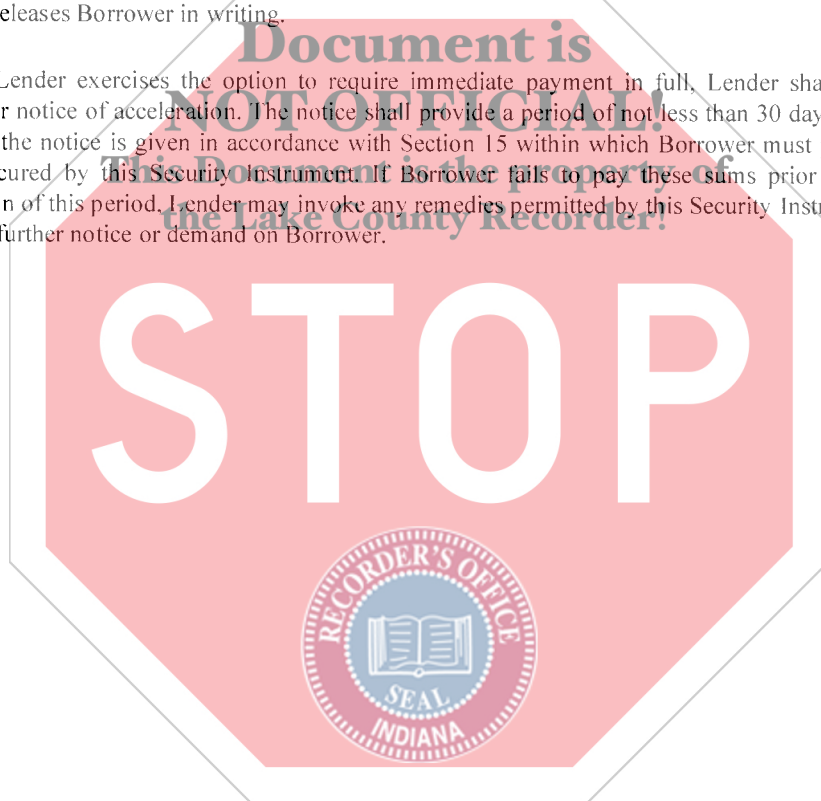 eleases Borrower in writing.
Document is
Lender exercises the option to require immediate payment in full, Lender sha
r notice of acceleration. The notice shall provide a period of not less than 30 day
NOT OFFICIAL!
the notice is given in accordance with Section 15 within which Borrower must
cured by this Security Instrument. If Borrower fails to pay these sums prior
This Document is the property of
n of this period, Lender may invoke any remedies permitted by this Security Instr
the Lake County Recorder!
further notice or demand on Borrower.
STOP
RECORDER'S OFFICE
SEAL
INDIANA